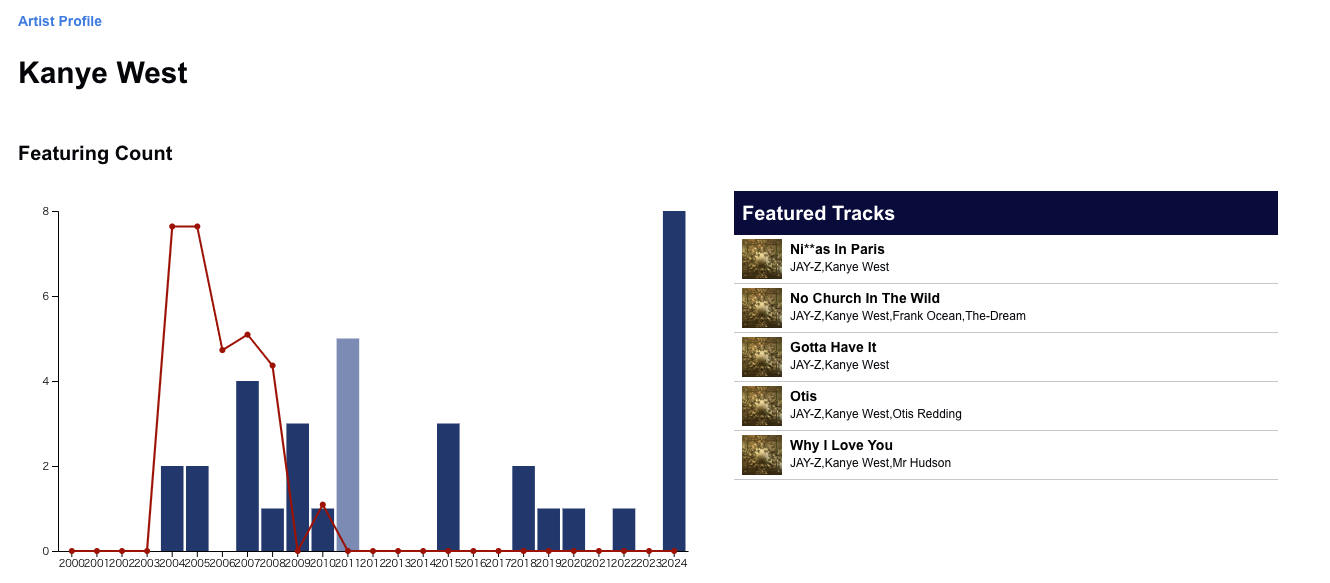 Artist Profile
Kanye West
Featuring Count
8
6
4
2
0
2000 2001 2002 2003 2004 2005 2006 2007 2008 2009 2010 2011 2012 2013 2014 2015 2016 2017 2018 2019 2020 2021 2022 2023 2024
Featured Tracks
Ni**as In Paris
JAY-Z,Kanye West
No Church In The Wild
JAY-Z,Kanye West,Frank Ocean,The-Dream
Gotta Have It
JAY-Z,Kanye West
Otis
JAY-Z,Kanye West,Otis Redding
Why I Love You
JAY-Z,Kanye West,Mr Hudson